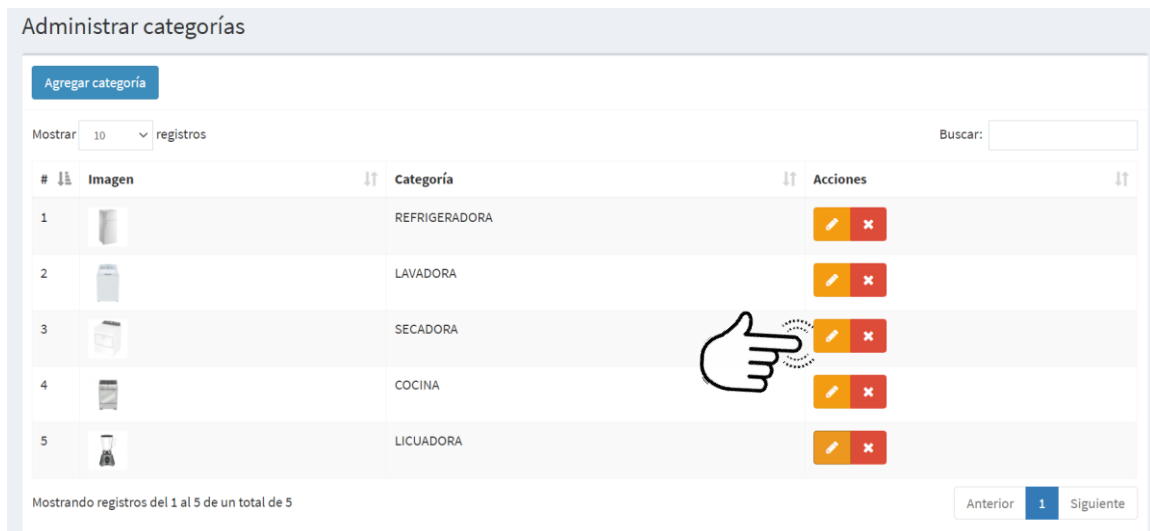 Administrar categorías
Agregar categoría
Mostrar 10 registros Buscar:
# Imagen Categoría Acciones
1 REFRIGERADORA
2 LAVADORA
3 SECADORA
4 COCINA
5 LICUADORA
Mostrando registros del 1 al 5 de un total de 5 Anterior 1 Siguiente